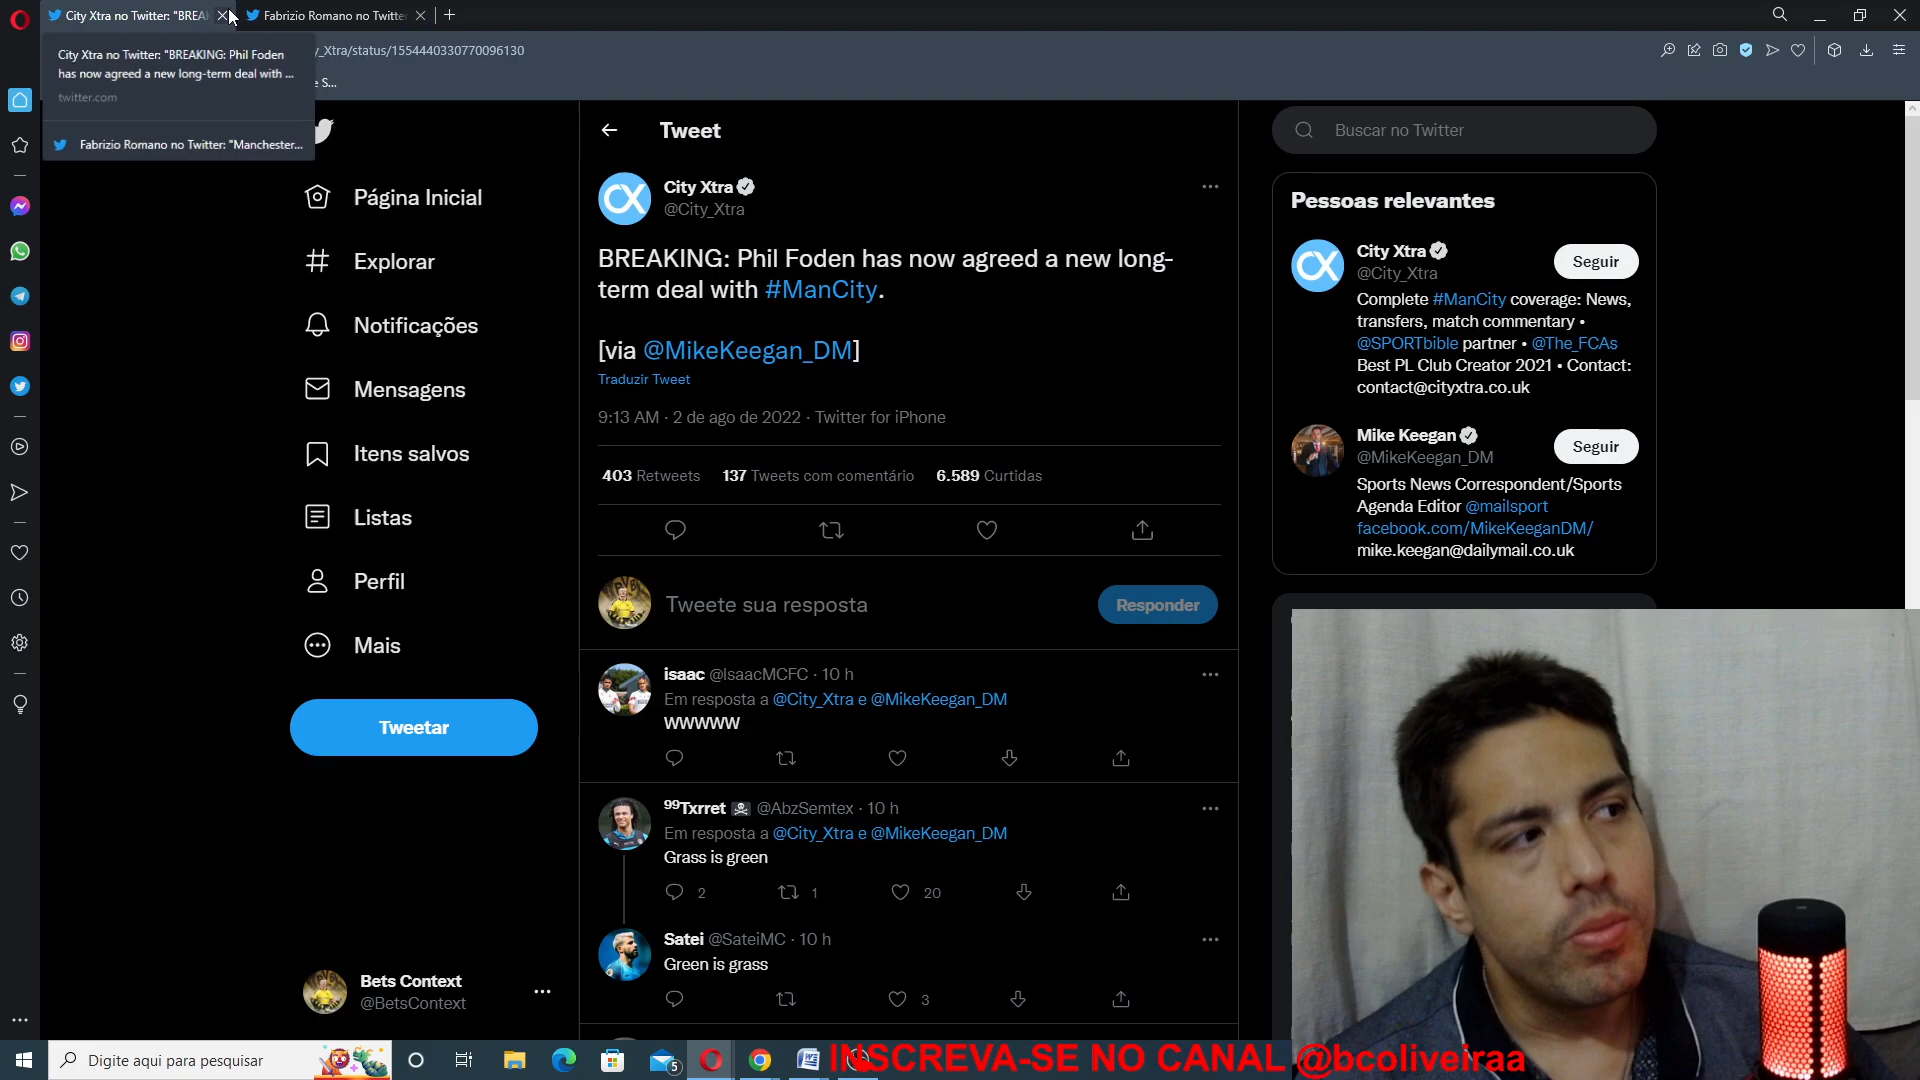 City Xtra no Twitter: "BREA
Fabrizio Romano no Twitter
City Xtra no Twitter: "BREAKING: Phil Foden
has now agreed a new long-term deal with ...
twitter.com
Fabrizio Romano no Twitter: "Manchester...
y_Xtra/status/1554440330770096130
e S...
Página Inicial
Explorar
Notificações
Mensagens
Itens salvos
Listas
Perfil
Mais
Tweetar
Bets Context
@BetsContext
Tweet
City Xtra
@City_Xtra
BREAKING: Phil Foden has now agreed a new long-
term deal with #ManCity.
[via @MikeKeegan_DM]
Traduzir Tweet
9:13 AM · 2 de ago de 2022 · Twitter for iPhone
403 Retweets 137 Tweets com comentário 6.589 Curtidas
Tweete sua resposta
Responder
isaac @IsaacMCFC · 10 h
Em resposta a @City_Xtra e @MikeKeegan_DM
WWWWW
99Txrret @AbzSemtex · 10 h
Em resposta a @City_Xtra e @MikeKeegan_DM
Grass is green
2 1 20
Satei @SateiMC · 10 h
Green is grass
3
Buscar no Twitter
Pessoas relevantes
City Xtra
@City_Xtra
Seguir
Complete #ManCity coverage: News,
transfers, match commentary •
@SPORTbible partner • @The_FCAs
Best PL Club Creator 2021 • Contact:
contact@cityxtra.co.uk
Mike Keegan
@MikeKeegan_DM
Seguir
Sports News Correspondent/Sports
Agenda Editor @mailsport
facebook.com/MikeKeeganDM/
mike.keegan@dailymail.co.uk
Digite aqui para pesquisar
5
INSCREVA-SE NO CANAL @bcoliveiraa